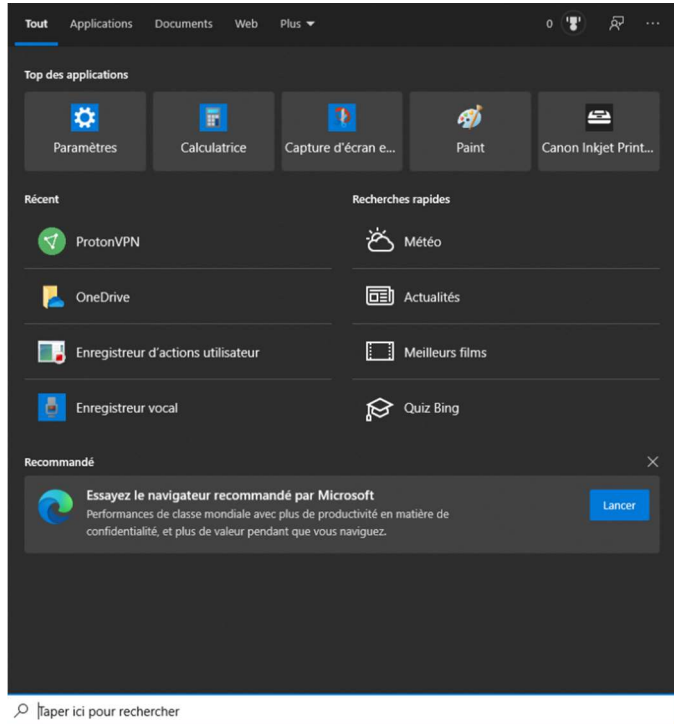 Tout Applications Documents Web Plus 0 ...
Top des applications
Paramètres Calculatrice Capture d'écran e... Paint Canon Inkjet Print...
Récent Recherches rapides
ProtonVPN Météo
OneDrive Actualités
Enregistreur d'actions utilisateur Meilleurs films
Enregistreur vocal Quiz Bing
Recommandé
Essayez le navigateur recommandé par Microsoft
Performances de classe mondiale avec plus de productivité en matière de
confidentialité, et plus de valeur pendant que vous naviguez.
Lancer
Taper ici pour rechercher